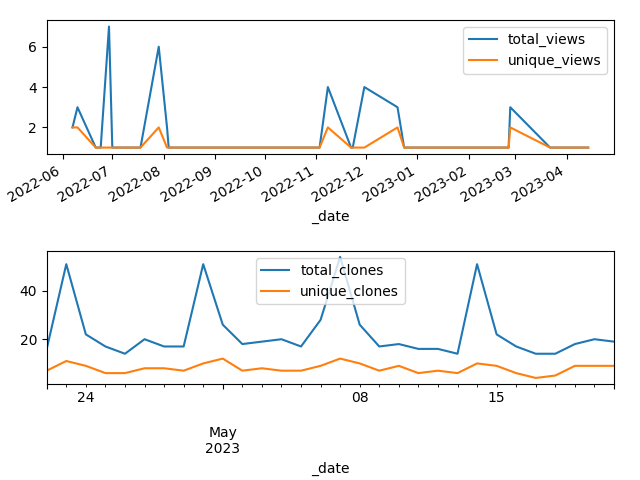 total_views
unique_views
6
4
2
2022-06
2022-07
2022-08
2022-09
2022-10
2022-11
2022-12
2023-01
2023-02
2023-03
2023-04
_date
total_clones
unique_clones
40
20
24
08
15
May
2023
_date